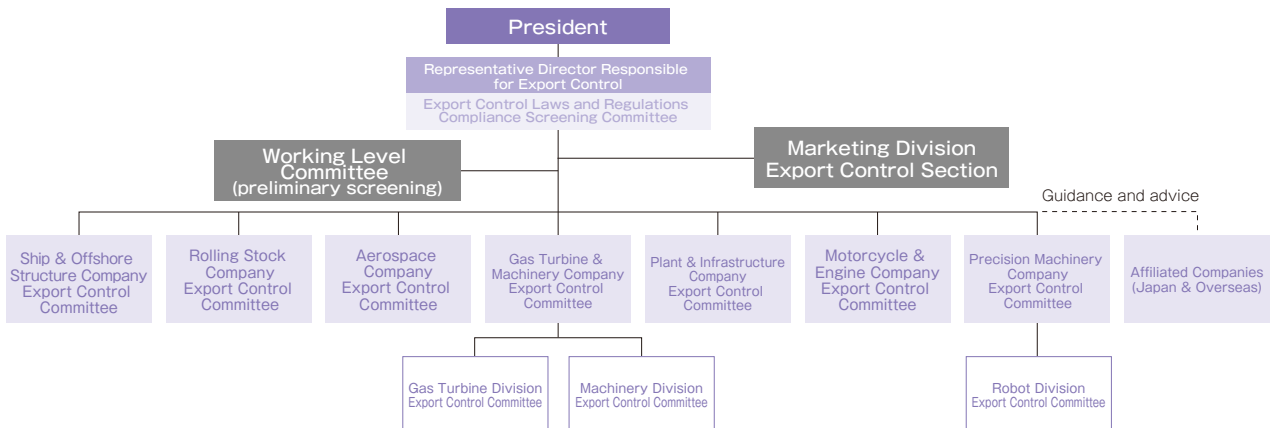 President
Representative Director Responsible
for Export Control
Export Control Laws and Regulations
Compliance Screening Committee
Working Level
Committee
(preliminary screening)
Marketing Division
Export Control Section
Guidance and advice
Ship & Offshore
Structure Company
Export Control
Committee
Rolling Stock
Company
Export Control
Committee
Aerospace
Company
Export Control
Committee
Gas Turbine &
Machinery Company
Export Control
Committee
Plant & Infrastructure
Company
Export Control
Committee
Motorcycle &
Engine Company
Export Control
Committee
Precision Machinery
Company
Export Control
Committee
Affiliated Companies
(Japan & Overseas)
Gas Turbine Division
Export Control Committee
Machinery Division
Export Control Committee
Robot Division
Export Control Committee